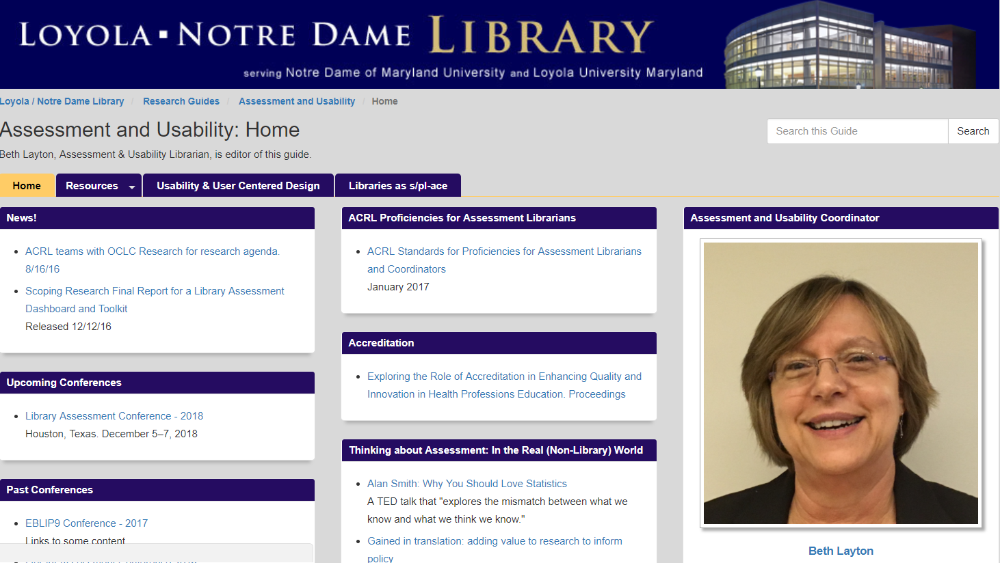 LOYOLA ▪ NOTRE DAME LIBRARY
serving Notre Dame of Maryland University and Loyola University Maryland
Loyola / Notre Dame Library / Research Guides / Assessment and Usability / Home
Assessment and Usability: Home
Search this Guide
Search
Beth Layton, Assessment & Usability Librarian, is editor of this guide.
Home
Resources
Usability & User Centered Design
Libraries as s/pl-ace
News!
• ACRL teams with OCLC Research for research agenda.
8/16/16
• Scoping Research Final Report for a Library Assessment
Dashboard and Toolkit
Released 12/12/16
Upcoming Conferences
• Library Assessment Conference - 2018
Houston, Texas. December 5–7, 2018
Past Conferences
• EBLIP9 Conference - 2017
Links to some content
ACRL Proficiencies for Assessment Librarians
• ACRL Standards for Proficiencies for Assessment Librarians
and Coordinators
January 2017
Accreditation
• Exploring the Role of Accreditation in Enhancing Quality and
Innovation in Health Professions Education. Proceedings
Thinking about Assessment: In the Real (Non-Library) World
• Alan Smith: Why You Should Love Statistics
A TED talk that "explores the mismatch between what we
know and what we think we know."
• Gained in translation: adding value to research to inform
policy
Assessment and Usability Coordinator
Beth Layton